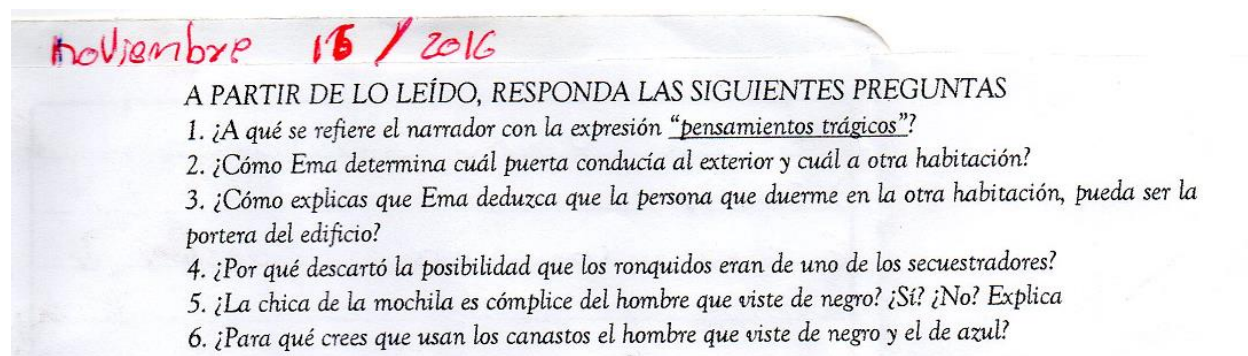 noviembre 15 / 2016
A PARTIR DE LO LEÍDO, RESPONDA LAS SIGUIENTES PREGUNTAS
1. ¿A qué se refiere el narrador con la expresión “pensamientos trágicos”?
2. ¿Cómo Ema determina cuál puerta conducía al exterior y cuál a otra habitación?
3. ¿Cómo explicas que Ema deduzca que la persona que duerme en la otra habitación, pueda ser la
portera del edificio?
4. ¿Por qué descartó la posibilidad que los ronquidos eran de uno de los secuestradores?
5. ¿La chica de la mochila es cómplice del hombre que viste de negro? ¿Sí? ¿No? Explica
6. ¿Para qué crees que usan los canastos el hombre que viste de negro y el de azul?